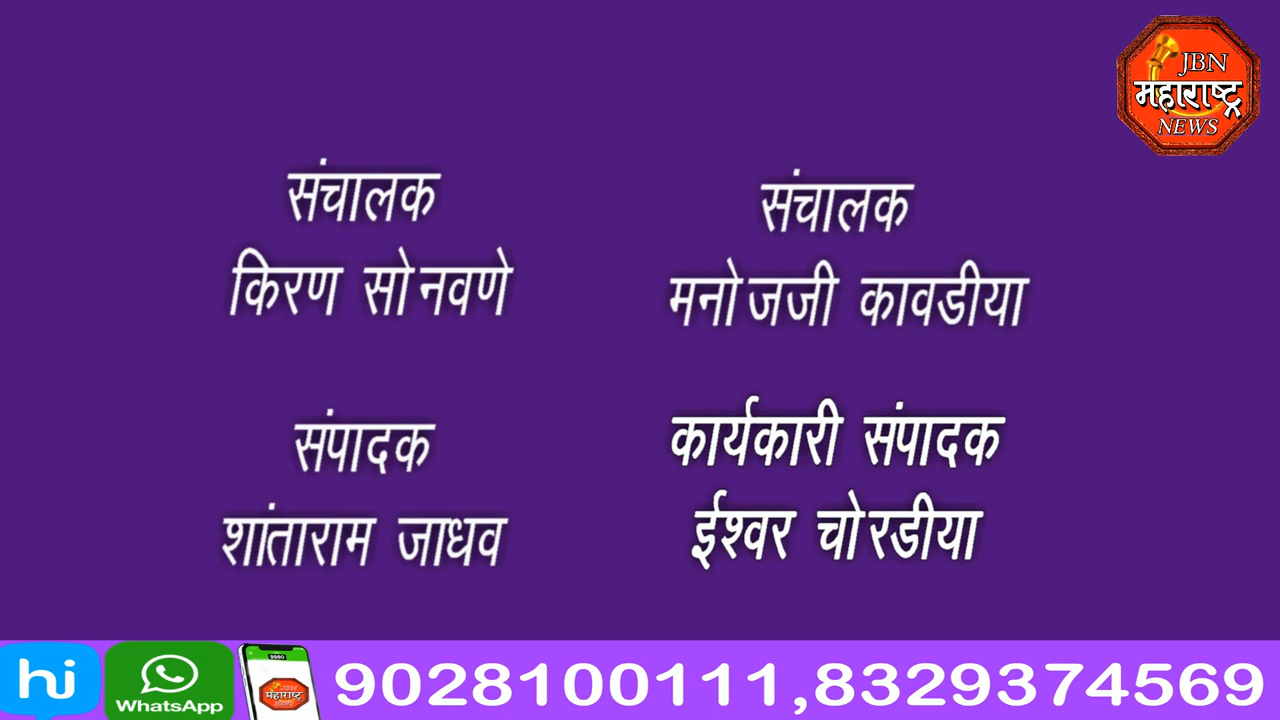 JBN
महाराष्ट्र
NEWS
संचालक
किरण सोनवणे
संचालक
मनोजजी कावडीया
संपादक
शांताराम जाधव
कार्यकारी संपादक
ईश्वर चोरडीया
hi
WhatsApp
महाराष्ट्र
9028100111,8329374569